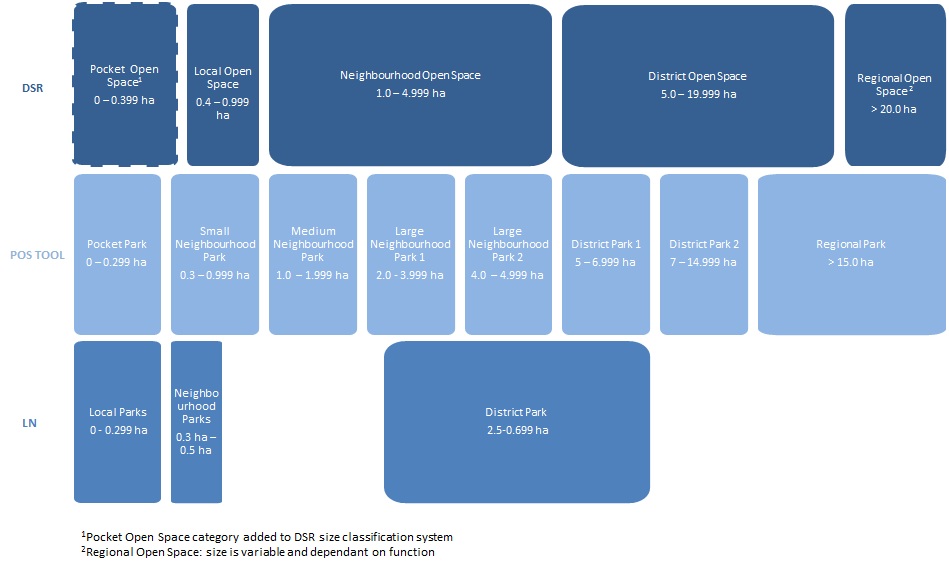 DSR
Pocket Open
Space¹
0 – 0.399 ha
Local Open
Space
0.4 – 0.999
ha
Neighbourhood Open Space
1.0 – 4.999 ha
District Open Space
5.0 – 19.999 ha
Regional Open
Space ²
> 20.0 ha
POS TOOL
Pocket Park
0 – 0.299 ha
Small
Neighbourhood
Park
0.3 – 0.999 ha
Medium
Neighbourhood
Park
1.0 – 1.999 ha
Large
Neighbourhood
Park 1
2.0 - 3.999 ha
Large
Neighbourhood
Park 2
4.0 – 4.999 ha
District Park 1
5 – 6.999 ha
District Park 2
7 – 14.999 ha
Regional Park
> 15.0 ha
LN
Local Parks
0 - 0.299 ha
Neighbo
urhood
Parks
0.3 ha –
0.5 ha
District Park
2.5-0.699 ha
¹Pocket Open Space category added to DSR size classification system
²Regional Open Space: size is variable and dependant on function